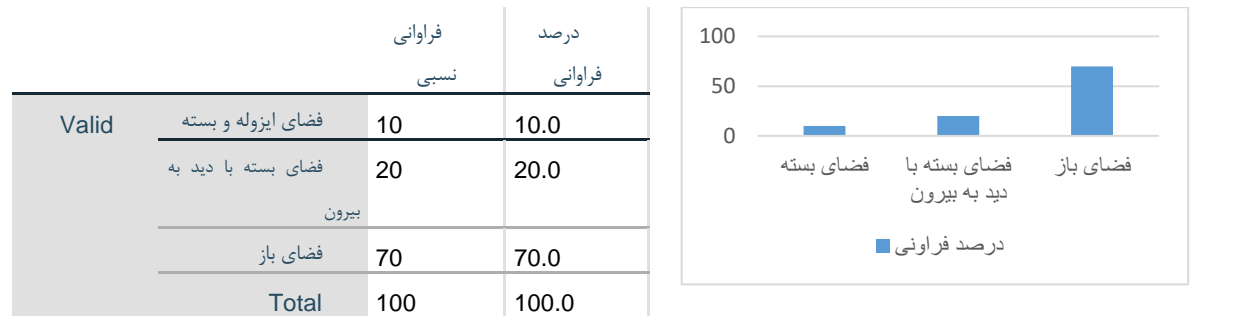 فراوانی درصد
نسبی فراوانی
Valid فضای ایزوله و بسته 10 10.0
فضای بسته با دید به 20 20.0
بیرون
فضای باز 70 70.0
Total 100 100.0
100
50
0
فضای بسته فضای بسته با فضای باز
دید به بیرون
درصد فراونی